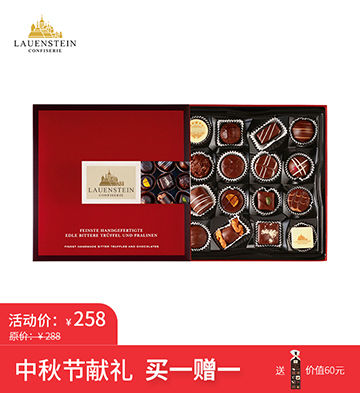 LAUENSTEIN
CONFISERIE
LAUENSTEIN
CONFISERIE
FEINSTE HANDGEFERTIGTE
EDLE BITTERE TRÜFFEL UND PRALINEN
FINEST HANDMADE BITTER TRUFFLES AND CHOCOLATES
活动价：￥258
原价：￥288
中秋节献礼 买一赠一
送 价值60元